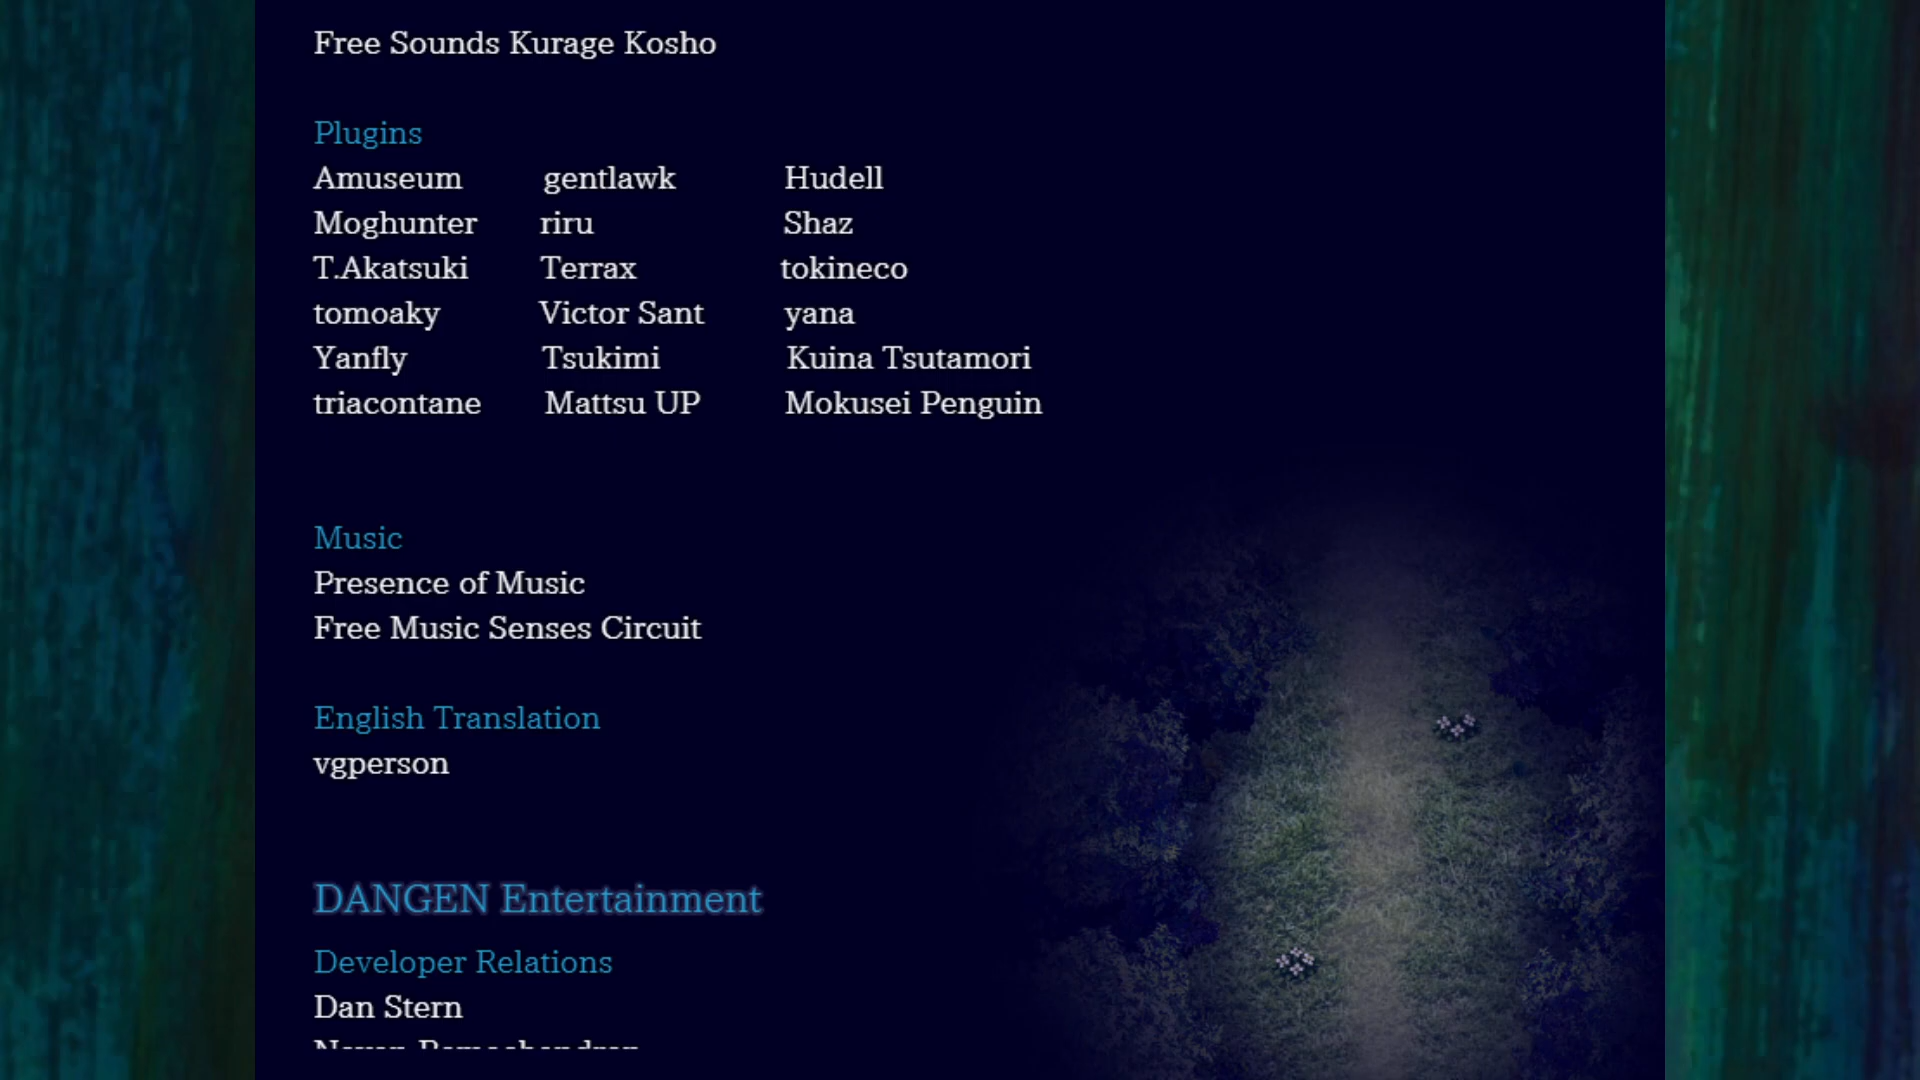 Free Sounds Kurage Kosho
Plugins
Amuseum gentlawk Hudell
Moghunter riru Shaz
T.Akatsuki Terrax tokineco
tomoaky Victor Sant yana
Yanfly Tsukimi Kuina Tsutamori
triacontane Mattsu UP Mokusei Penguin
Music
Presence of Music
Free Music Senses Circuit
English Translation
vgperson
DANGEN Entertainment
Developer Relations
Dan Stern